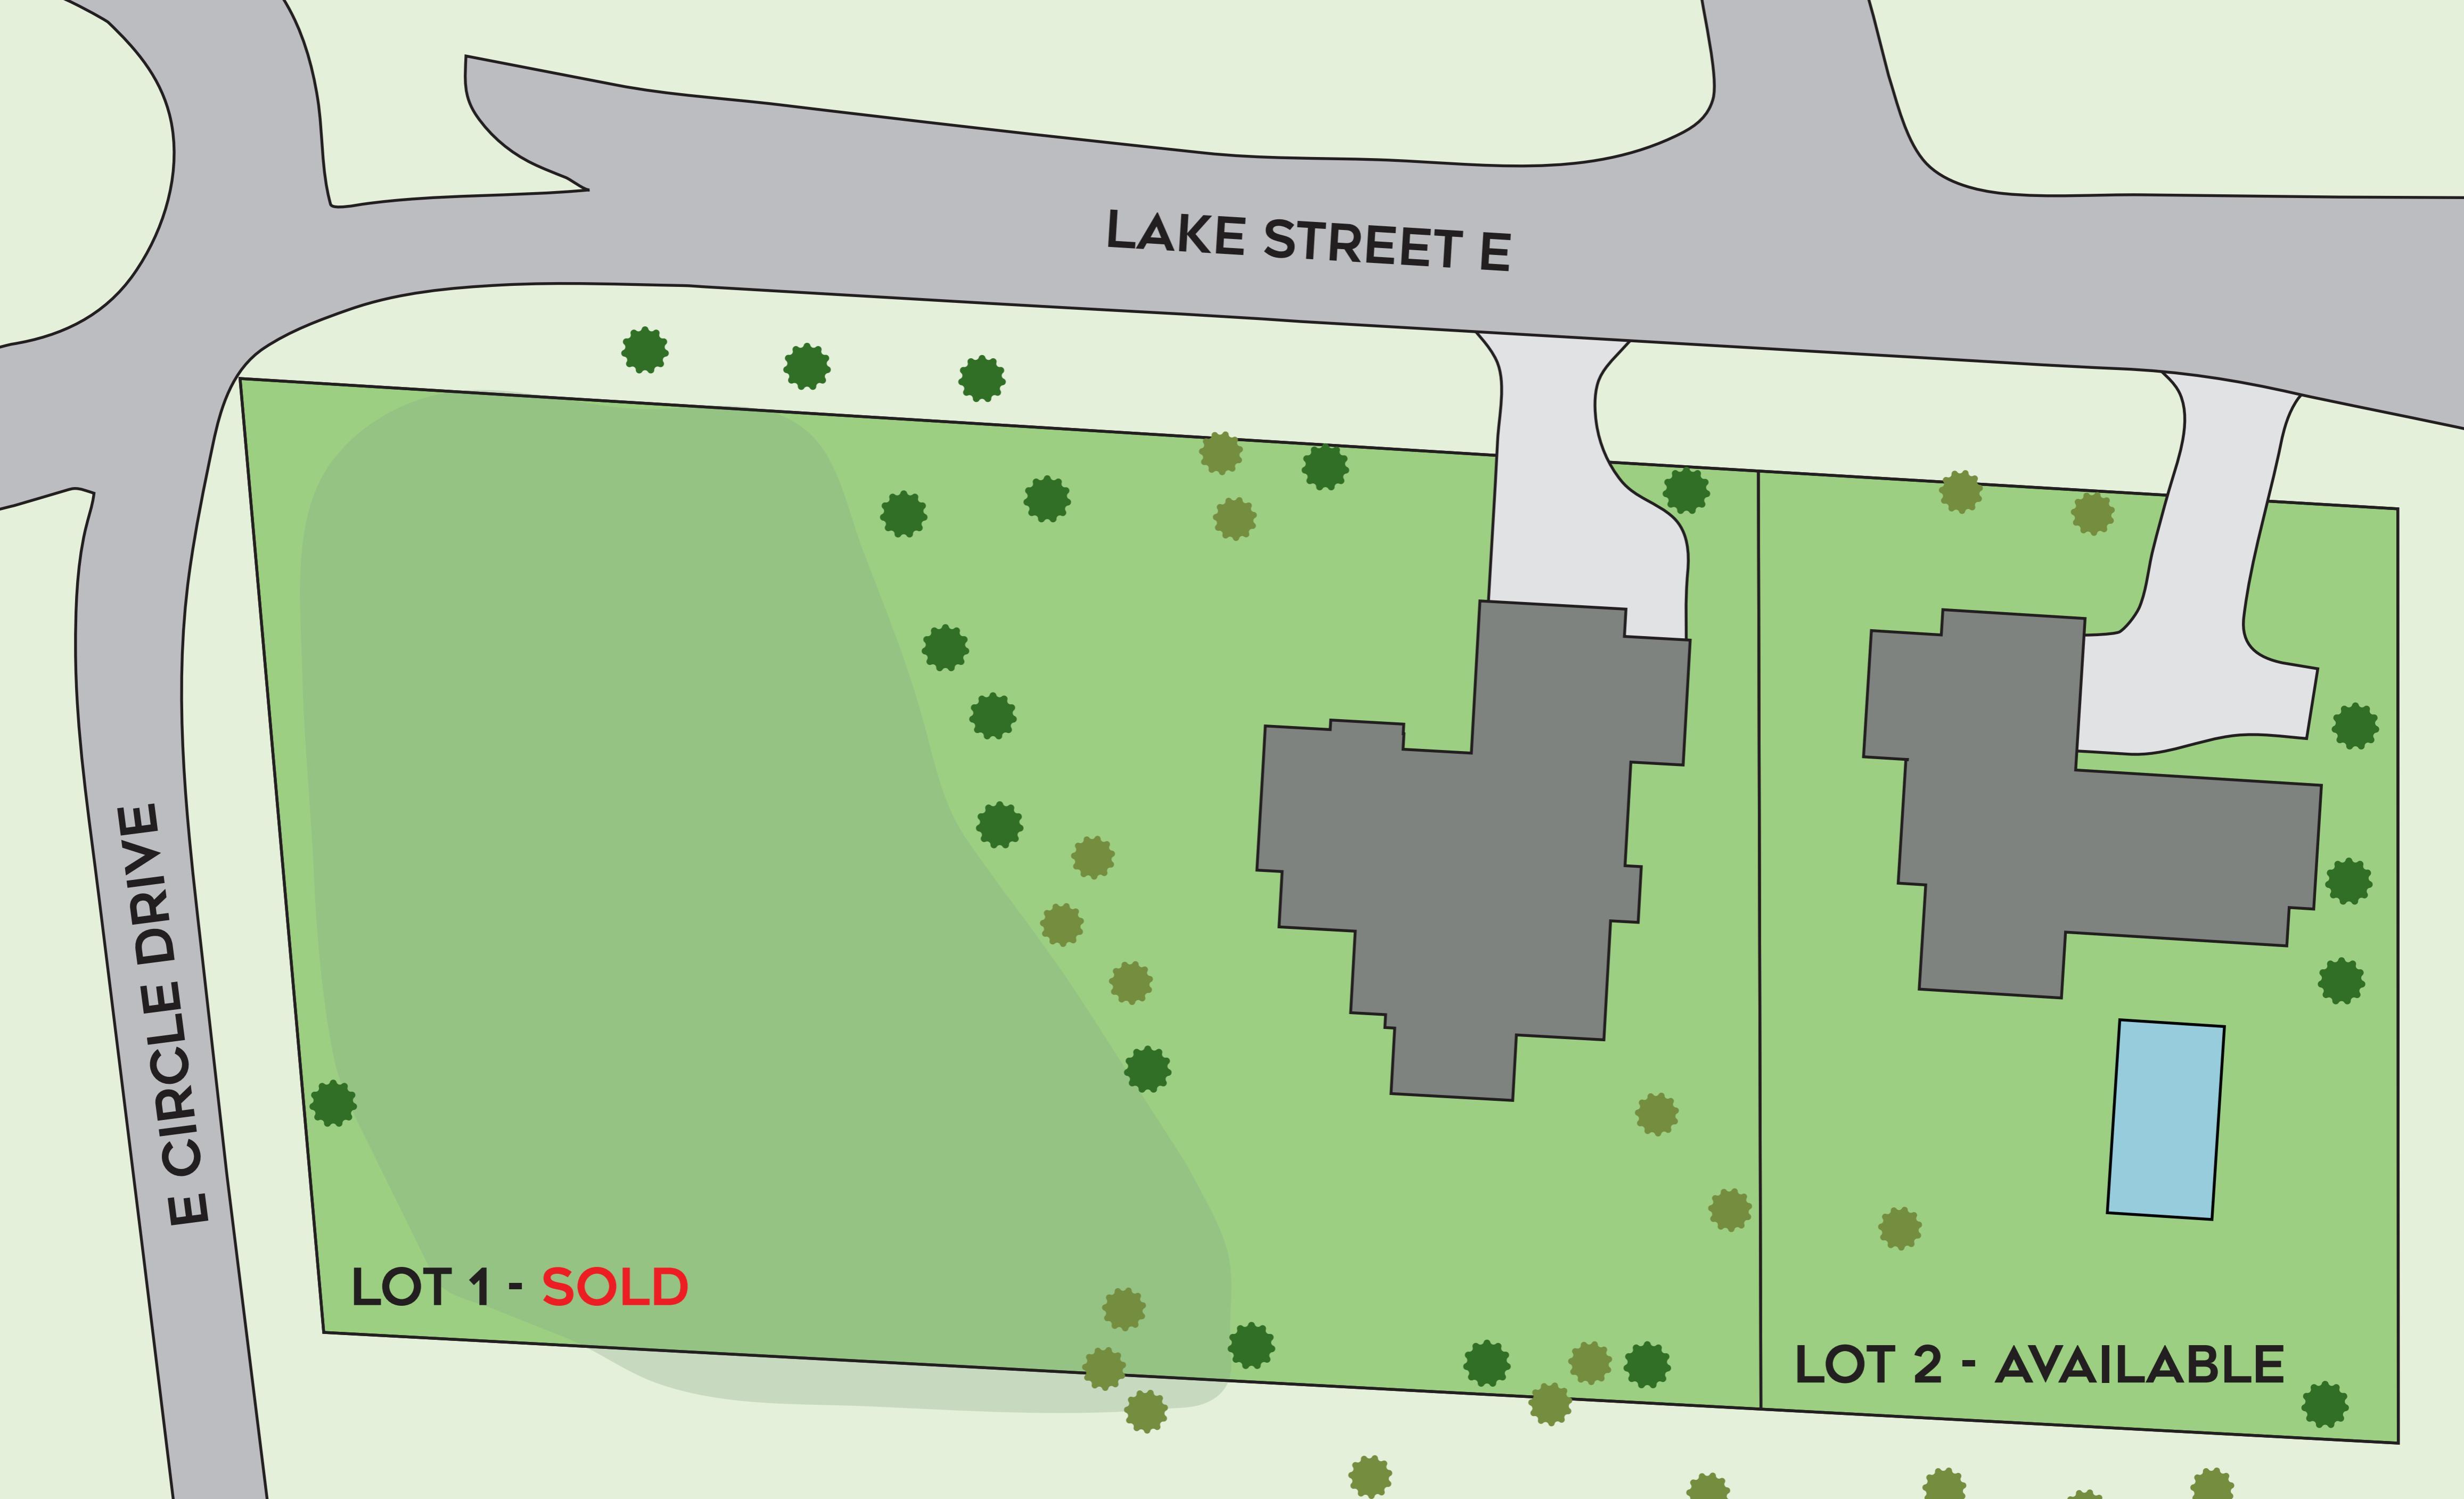 LAKE STREET E
E CIRCLE DRIVE
LOT 1 - SOLD
LOT 2 - AVAILABLE